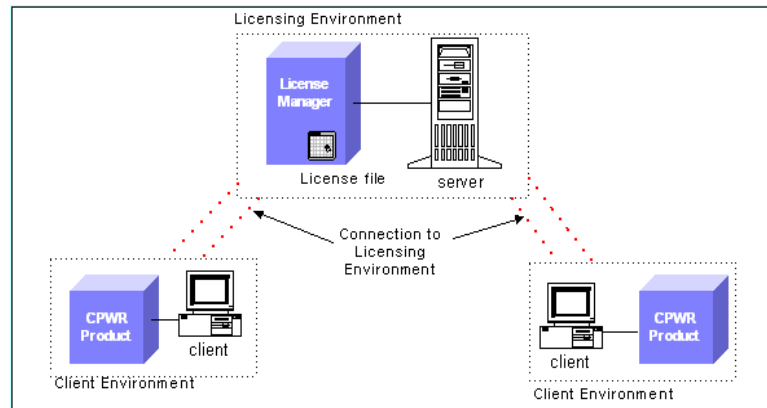 Licensing Environment
License
Manager
License file
server
Connection to
Licensing
Environment
CPWR
Product
client
Client Environment
client
CPWR
Product
Client Environment